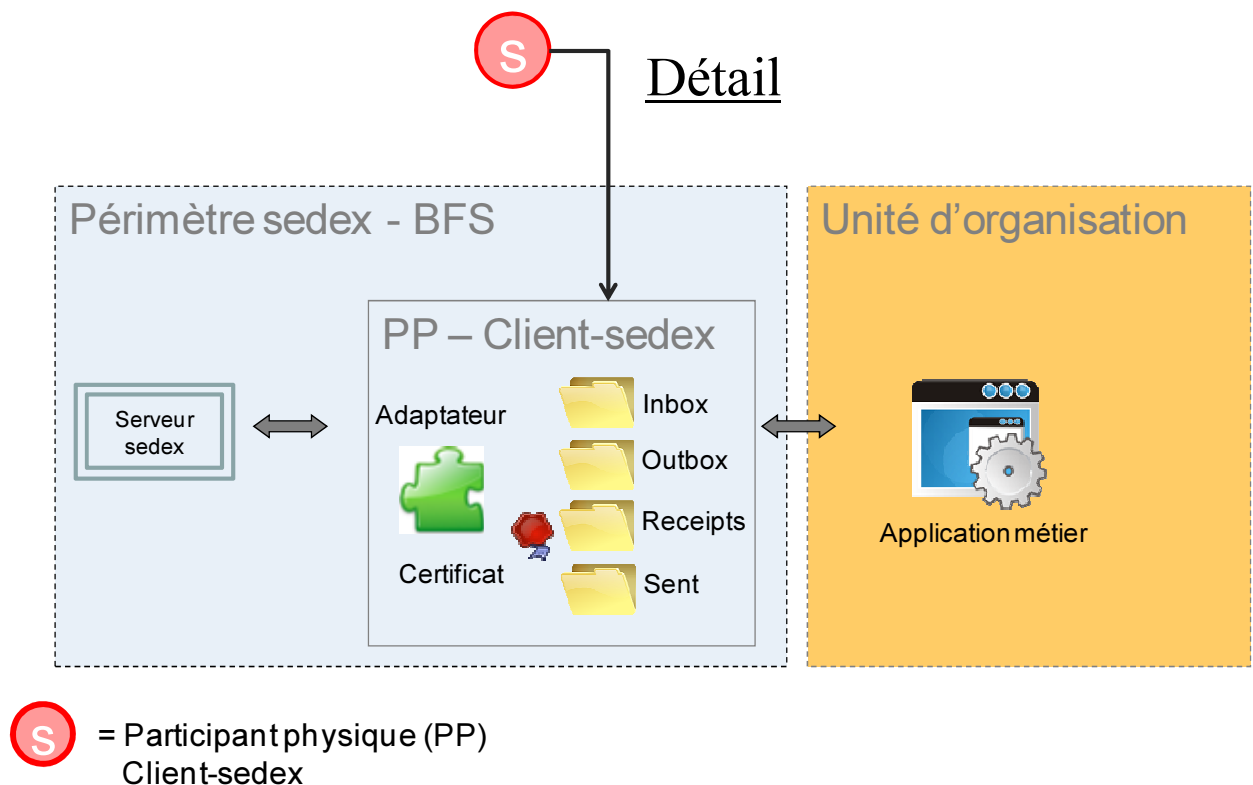 S
Détail
Périmètre sedex - BFS
Unité d'organisation
PP – Client-sedex
Serveur
sedex
Adaptateur
Certificat
Inbox
Outbox
Receipts
Sent
Application métier
S
= Participant physique (PP)
Client-sedex